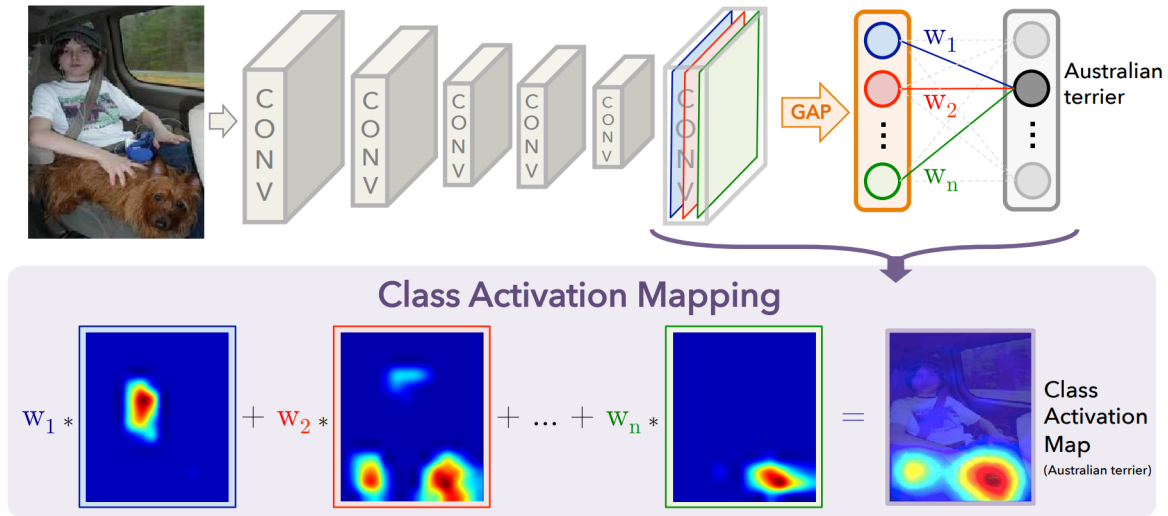 CONV
CONV
CONV
CONV
CONV
CONV
GAP
w1
w2
wn
Australian
terrier
Class Activation Mapping
w1 * + w2 * + ... + wn * =
Class
Activation
Map
(Australian terrier)